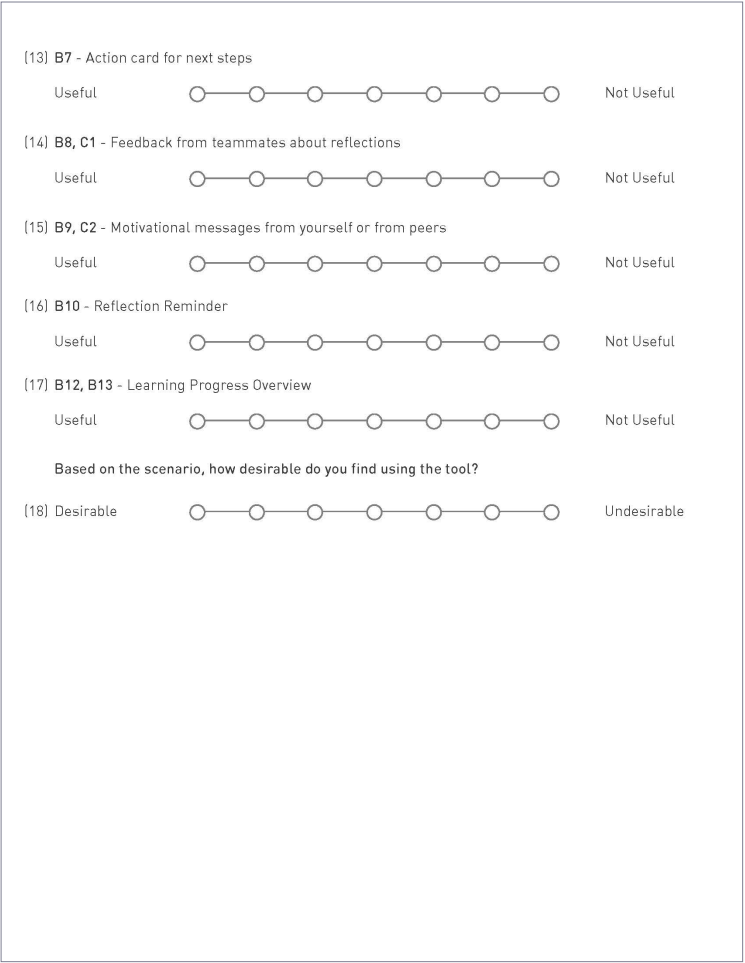 (13) B7 - Action card for next steps
Useful Not Useful
(14) B8, C1 - Feedback from teammates about reflections
Useful Not Useful
(15) B9, C2 - Motivational messages from yourself or from peers
Useful Not Useful
(16) B10 - Reflection Reminder
Useful Not Useful
(17) B12, B13 - Learning Progress Overview
Useful Not Useful
Based on the scenario, how desirable do you find using the tool?
(18) Desirable Undesirable